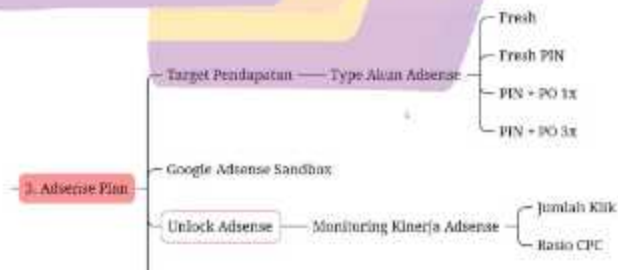 Fresh
Fresh PIN
Target Pendapatan
Type Akun Adsense
PIN + PO 1x
PIN + PO 3x
Google Adsense Sandbox
3. Adsense Plan
Unlock Adsense
Monitoring Kinerja Adsense
Jumlah Klik
Rasio CPC